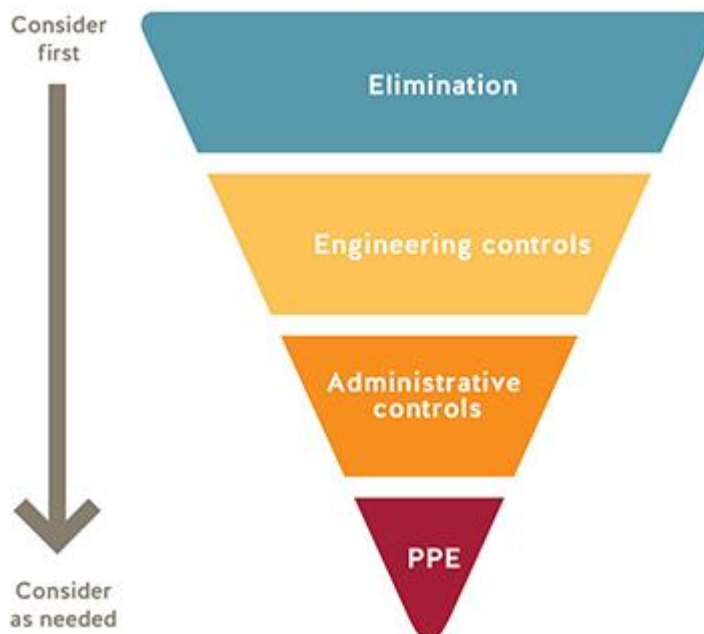 Consider
first
Elimination
Engineering controls
Administrative
controls
PPE
Consider
as needed